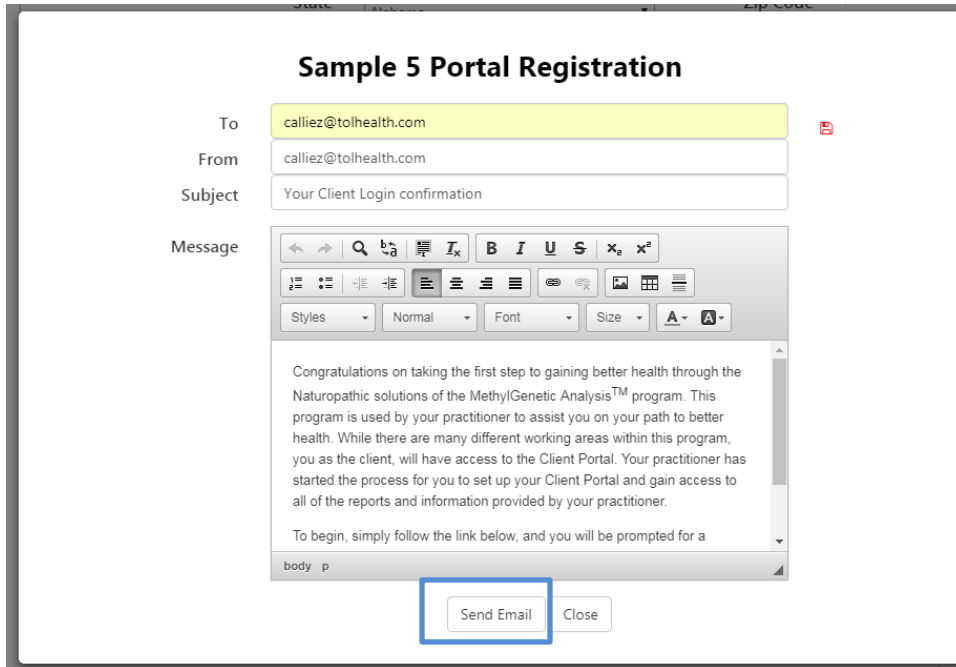 State
Alabama
Zip Code
Sample 5 Portal Registration
To
calliez@tolhealth.com
From
calliez@tolhealth.com
Subject
Your Client Login confirmation
Message
B I U S x₂ x²
Styles Normal Font Size A A
Congratulations on taking the first step to gaining better health through the
Naturopathic solutions of the MethylGenetic Analysis™ program. This
program is used by your practitioner to assist you on your path to better
health. While there are many different working areas within this program,
you as the client, will have access to the Client Portal. Your practitioner has
started the process for you to set up your Client Portal and gain access to
all of the reports and information provided by your practitioner.
To begin, simply follow the link below, and you will be prompted for a
body p
Send Email Close